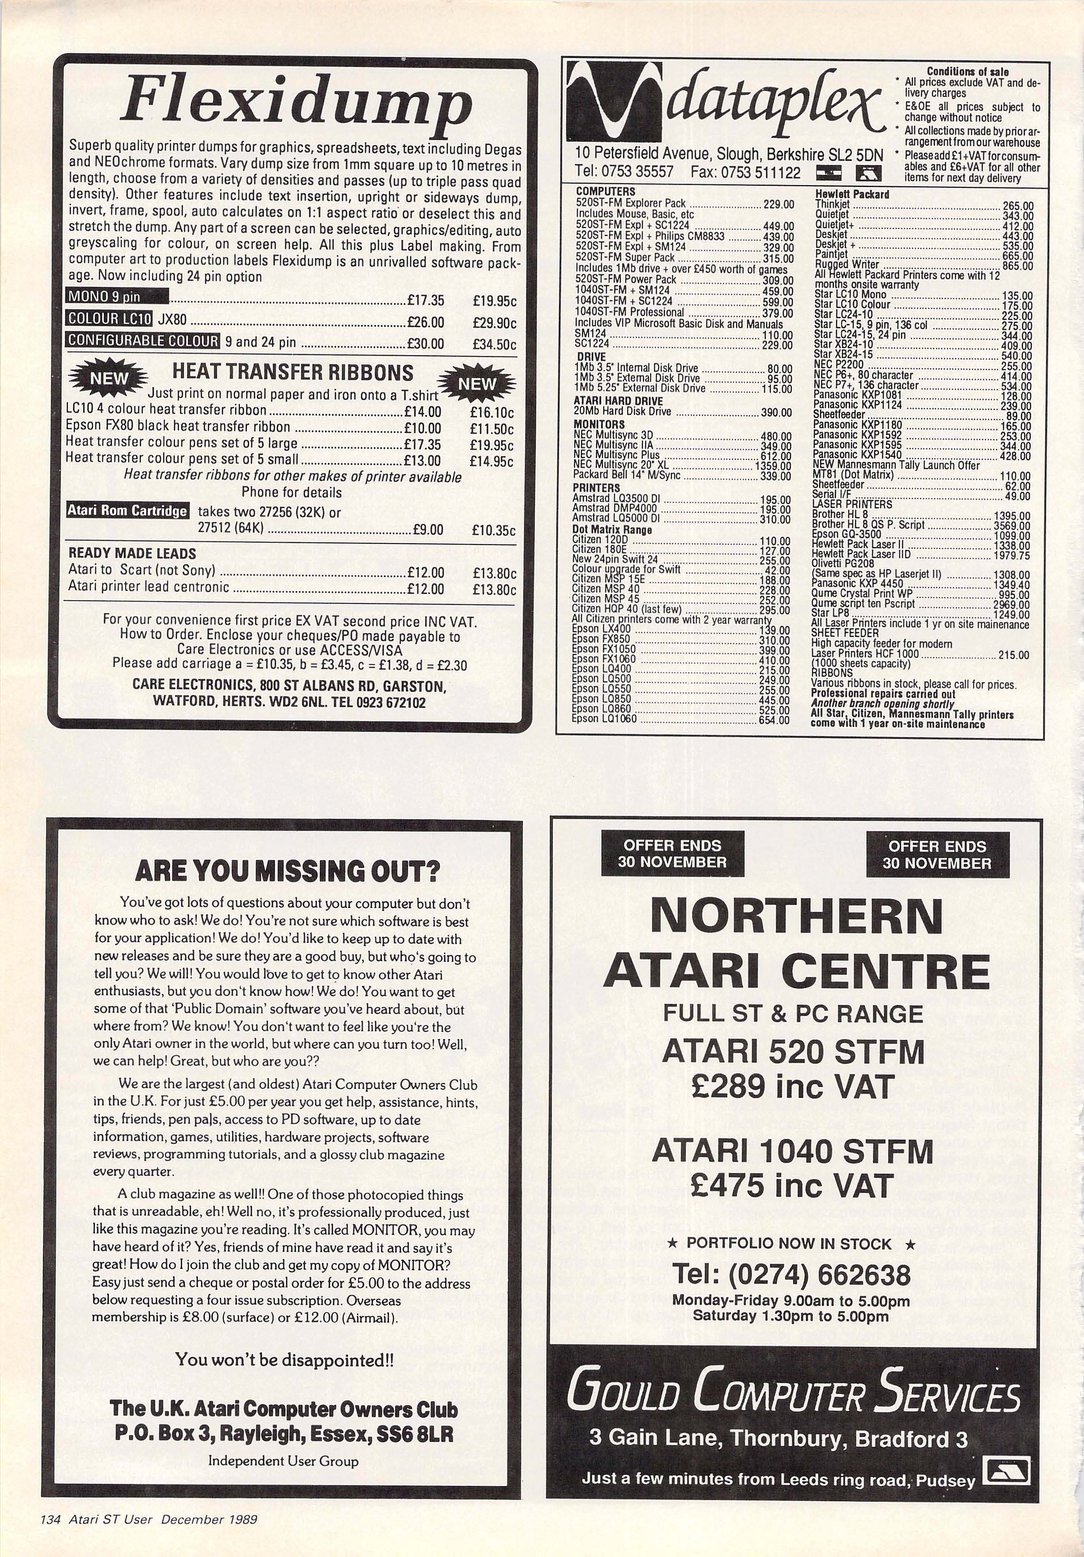 Flexidump
Superb quality printer dumps for graphics, spreadsheets, text including Degas
and NEOchrome formats. Vary dump size from 1mm square up to 10 metres in
length, choose from a variety of densities and passes (up to triple pass quad
density). Other features include text insertion, upright or sideways dump,
invert, frame, spool, auto calculates on 1:1 aspect ratio or deselect this and
stretch the dump. Any part of a screen can be selected, graphics/editing, auto
greyscaling for colour, on screen help. All this plus Label making. From
computer art to production labels Flexidump is an unrivalled software pack-
age. Now including 24 pin option
MONO 9 pin ... £17.35 £19.95c
COLOUR LC10 JX80 ... £26.00 £29.90c
CONFIGURABLE COLOUR 9 and 24 pin ... £30.00 £34.50c
NEW HEAT TRANSFER RIBBONS NEW
Just print on normal paper and iron onto a T.shirt
LC10 4 colour heat transfer ribbon ... £14.00 £16.10c
Epson FX80 black heat transfer ribbon ... £10.00 £11.50c
Heat transfer colour pens set of 5 large ... £17.35 £19.95c
Heat transfer colour pens set of 5 small ... £13.00 £14.95c
Heat transfer ribbons for other makes of printer available
Phone for details
Atari Rom Cartridge takes two 27256 (32K) or
27512 (64K) ... £9.00 £10.35c
READY MADE LEADS
Atari to Scart (not Sony) ... £12.00 £13.80c
Atari printer lead centronic ... £12.00 £13.80c
For your convenience first price EX VAT second price INC VAT.
How to Order. Enclose your cheques/PO made payable to
Care Electronics or use ACCESS/VISA
Please add carriage a = £10.35, b = £3.45, c = £1.38, d = £2.30
CARE ELECTRONICS, 800 ST ALBANS RD, GARSTON,
WATFORD, HERTS. WD2 6NL. TEL 0923 672102
dataplex
10 Petersfield Avenue, Slough, Berkshire SL2 5DN
Tel: 0753 35557 Fax: 0753 511122
Conditions of sale
* All prices exclude VAT and de-
livery charges
* E&OE all prices subject to
change without notice
* All collections made by prior ar-
rangement from our warehouse
* Please add £1+VAT for consum-
ables and £6+VAT for all other
items for next day delivery
COMPUTERS
520ST-FM Explorer Pack ... 229.00
Includes Mouse, Basic, etc
520ST-FM Expl + SC1224 ... 449.00
520ST-FM Expl + Philips CM8833 ... 439.00
520ST-FM Expl + SM124 ... 329.00
520ST-FM Super Pack ... 315.00
Includes 1Mb drive + over £450 worth of games
520ST-FM Power Pack ... 309.00
1040ST-FM + SM124 ... 459.00
1040ST-FM + SC1224 ... 599.00
1040ST-FM Professional ... 379.00
Includes VIP Microsoft Basic Disk and Manuals
SM124 ... 110.00
SC1224 ... 229.00
DRIVE
1Mb 3.5" Internal Disk Drive ... 80.00
1Mb 3.5" External Disk Drive ... 95.00
1Mb 5.25" External Disk Drive ... 115.00
ATARI HARD DRIVE
20Mb Hard Disk Drive ... 390.00
MONITORS
NEC Multisync 3D ... 480.00
NEC Multisync IIA ... 349.00
NEC Multisync Plus ... 612.00
NEC Multisync 20" XL ... 1359.00
Packard Bell 14" M/Sync ... 339.00
PRINTERS
Amstrad LQ3500 DI ... 195.00
Amstrad DMP4000 ... 195.00
Amstrad LQ5000 DI ... 310.00
Dot Matrix Range
Citizen 120D ... 110.00
Citizen 180E ... 127.00
New 24pin Swift 24 ... 255.00
Colour upgrade for Swift ... 42.00
Citizen MSP 15E ... 188.00
Citizen MSP 40 ... 228.00
Citizen MSP 45 ... 252.00
Citizen HQP 40 (last few) ... 295.00
All Citizen printers come with 2 year warranty
Epson LX400 ... 139.00
Epson FX850 ... 310.00
Epson FX1050 ... 399.00
Epson FX1060 ... 410.00
Epson LQ400 ... 215.00
Epson LQ500 ... 249.00
Epson LQ550 ... 255.00
Epson LQ850 ... 445.00
Epson LQ860 ... 525.00
Epson LQ1060 ... 654.00
Hewlett Packard
Thinkjet ... 265.00
Quietjet ... 343.00
Quietjet+ ... 412.00
Deskjet ... 443.00
Deskjet + ... 535.00
Paintjet ... 665.00
Rugged Writer ... 865.00
All Hewlett Packard Printers come with 12
months onsite warranty
Star LC10 Mono ... 135.00
Star LC10 Colour ... 175.00
Star LC24-10 ... 225.00
Star LC-15, 9 pin, 136 col ... 275.00
Star LC24-15, 24 pin ... 344.00
Star XB24-10 ... 409.00
Star XB24-15 ... 540.00
NEC P2200 ... 255.00
NEC P6+, 80 character ... 414.00
NEC P7+, 136 character ... 534.00
Panasonic KXP1081 ... 128.00
Panasonic KXP1124 ... 239.00
Sheetfeeder ... 89.00
Panasonic KXP1180 ... 165.00
Panasonic KXP1592 ... 253.00
Panasonic KXP1595 ... 344.00
Panasonic KXP1540 ... 428.00
NEW Mannesmann Tally Launch Offer
MT81 (Dot Matrix) ... 110.00
Sheetfeeder ... 62.00
Serial I/F ... 49.00
LASER PRINTERS
Brother HL 8 ... 1395.00
Brother HL 8 QS P. Script ... 3569.00
Epson GQ-3500 ... 1099.00
Hewlett Pack Laser II ... 1338.00
Hewlett Pack Laser IID ... 1979.75
Olivetti PG208
(Same spec as HP Laserjet II) ... 1308.00
Panasonic KXP 4450 ... 1349.40
Qume Crystal Print WP ... 995.00
Qume script ten Pscript ... 2969.00
Star LP8 ... 1249.00
All Laser Printers include 1 yr on site mainenance
SHEET FEEDER
High capacity feeder for modern
Laser Printers HCF 1000 ... 215.00
(1000 sheets capacity)
RIBBONS
Various ribbons in stock, please call for prices.
Professional repairs carried out
Another branch opening shortly
All Star, Citizen, Mannesmann Tally printers
come with 1 year on-site maintenance
ARE YOU MISSING OUT?
You've got lots of questions about your computer but don't
know who to ask! We do! You're not sure which software is best
for your application! We do! You'd like to keep up to date with
new releases and be sure they are a good buy, but who's going to
tell you? We will! You would love to get to know other Atari
enthusiasts, but you don't know how! We do! You want to get
some of that 'Public Domain' software you've heard about, but
where from? We know! You don't want to feel like you're the
only Atari owner in the world, but where can you turn too! Well,
we can help! Great, but who are you??
We are the largest (and oldest) Atari Computer Owners Club
in the U.K. For just £5.00 per year you get help, assistance, hints,
tips, friends, pen pals, access to PD software, up to date
information, games, utilities, hardware projects, software
reviews, programming tutorials, and a glossy club magazine
every quarter.
A club magazine as well!! One of those photocopied things
that is unreadable, eh! Well no, it's professionally produced, just
like this magazine you're reading. It's called MONITOR, you may
have heard of it? Yes, friends of mine have read it and say it's
great! How do I join the club and get my copy of MONITOR?
Easy just send a cheque or postal order for £5.00 to the address
below requesting a four issue subscription. Overseas
membership is £8.00 (surface) or £12.00 (Airmail).
You won't be disappointed!!
The U.K. Atari Computer Owners Club
P.O. Box 3, Rayleigh, Essex, SS6 8LR
Independent User Group
OFFER ENDS
30 NOVEMBER
OFFER ENDS
30 NOVEMBER
NORTHERN
ATARI CENTRE
FULL ST & PC RANGE
ATARI 520 STFM
£289 inc VAT
ATARI 1040 STFM
£475 inc VAT
★ PORTFOLIO NOW IN STOCK ★
Tel: (0274) 662638
Monday-Friday 9.00am to 5.00pm
Saturday 1.30pm to 5.00pm
GOULD COMPUTER SERVICES
3 Gain Lane, Thornbury, Bradford 3
Just a few minutes from Leeds ring road, Pudsey
134 Atari ST User December 1989